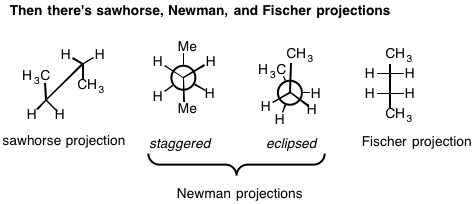 Then there's sawhorse, Newman, and Fischer projections
H H
H₃C
CH₃
H H
sawhorse projection
Me
H H
H H
Me
staggered
CH₃
H₃C
H
H H
H
eclipsed
Newman projections
CH₃
H H
H H
CH₃
Fischer projection